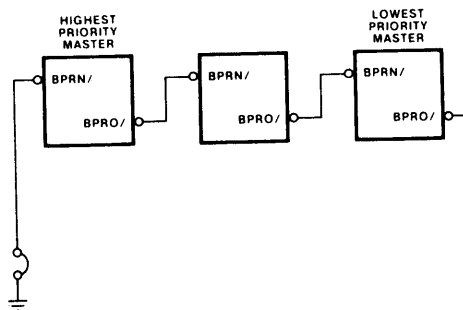 HIGHEST
PRIORITY
MASTER
BPRN/
BPRO/
BPRN/
BPRO/
LOWEST
PRIORITY
MASTER
BPRN/
BPRO/